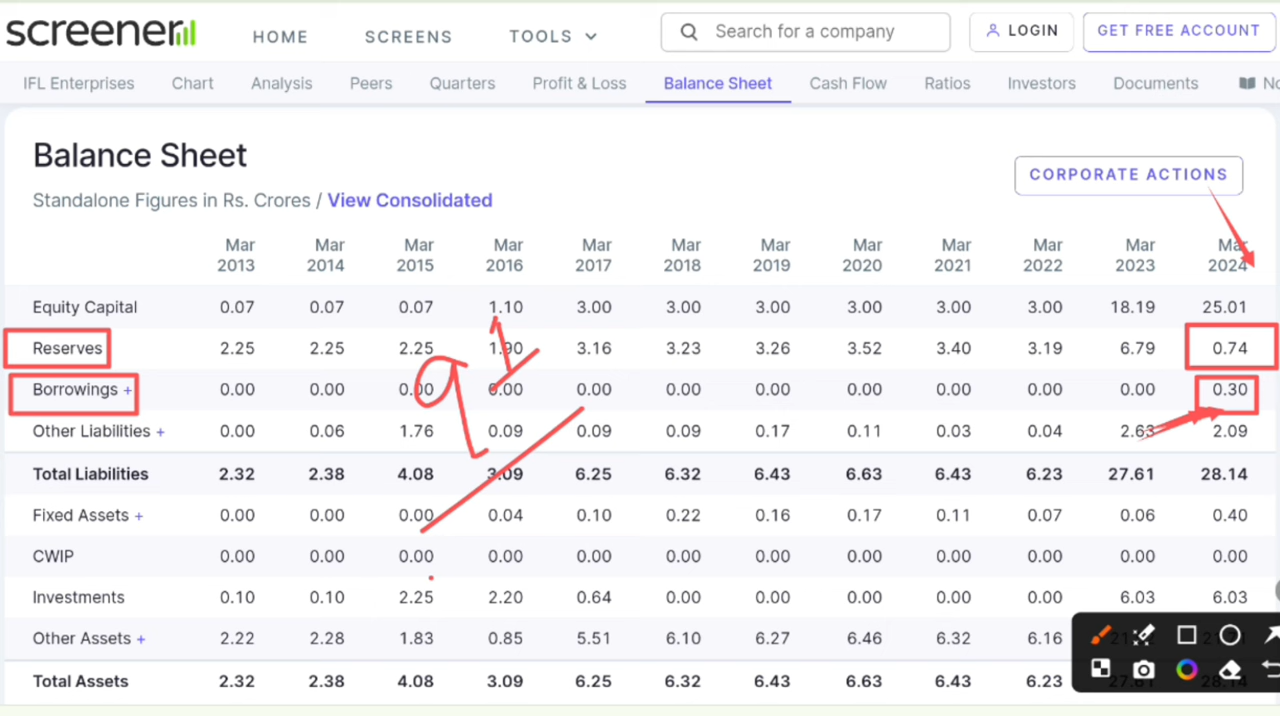 screener HOME SCREENS TOOLS Search for a company LOGIN GET FREE ACCOUNT
IFL Enterprises Chart Analysis Peers Quarters Profit & Loss Balance Sheet Cash Flow Ratios Investors Documents
Balance Sheet
CORPORATE ACTIONS
Standalone Figures in Rs. Crores / View Consolidated
Mar Mar Mar Mar Mar Mar Mar Mar Mar Mar Mar Mar
2013 2014 2015 2016 2017 2018 2019 2020 2021 2022 2023 2024
Equity Capital 0.07 0.07 0.07 1.10 3.00 3.00 3.00 3.00 3.00 3.00 18.19 25.01
Reserves 2.25 2.25 2.25 1.90 3.16 3.23 3.26 3.52 3.40 3.19 6.79 0.74
Borrowings + 0.00 0.00 0.00 0.00 0.00 0.00 0.00 0.00 0.00 0.00 0.00 0.30
Other Liabilities + 0.00 0.06 1.76 0.09 0.09 0.09 0.17 0.11 0.03 0.04 2.63 2.09
Total Liabilities 2.32 2.38 4.08 3.09 6.25 6.32 6.43 6.63 6.43 6.23 27.61 28.14
Fixed Assets + 0.00 0.00 0.00 0.04 0.10 0.22 0.16 0.17 0.11 0.07 0.06 0.40
CWIP 0.00 0.00 0.00 0.00 0.00 0.00 0.00 0.00 0.00 0.00 0.00 0.00
Investments 0.10 0.10 2.25 2.20 0.64 0.00 0.00 0.00 0.00 0.00 6.03 6.03
Other Assets + 2.22 2.28 1.83 0.85 5.51 6.10 6.27 6.46 6.32 6.16
Total Assets 2.32 2.38 4.08 3.09 6.25 6.32 6.43 6.63 6.43 6.23 27.61 28.14